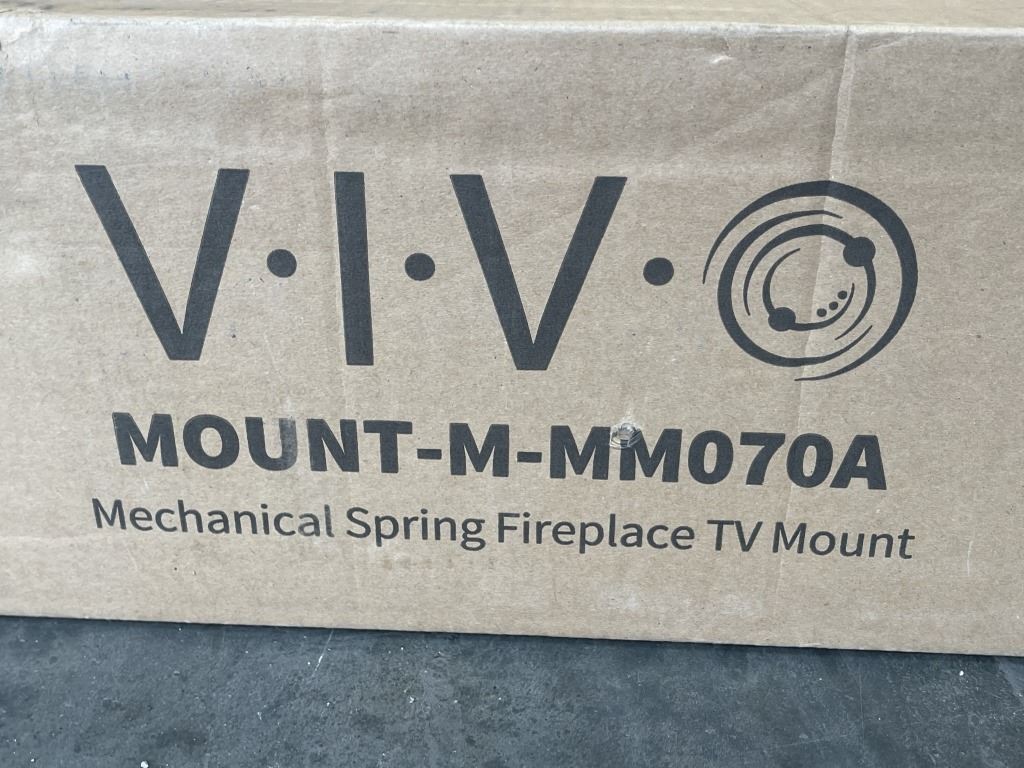 V·I·V·O
MOUNT-M-MM070A
Mechanical Spring Fireplace TV Mount